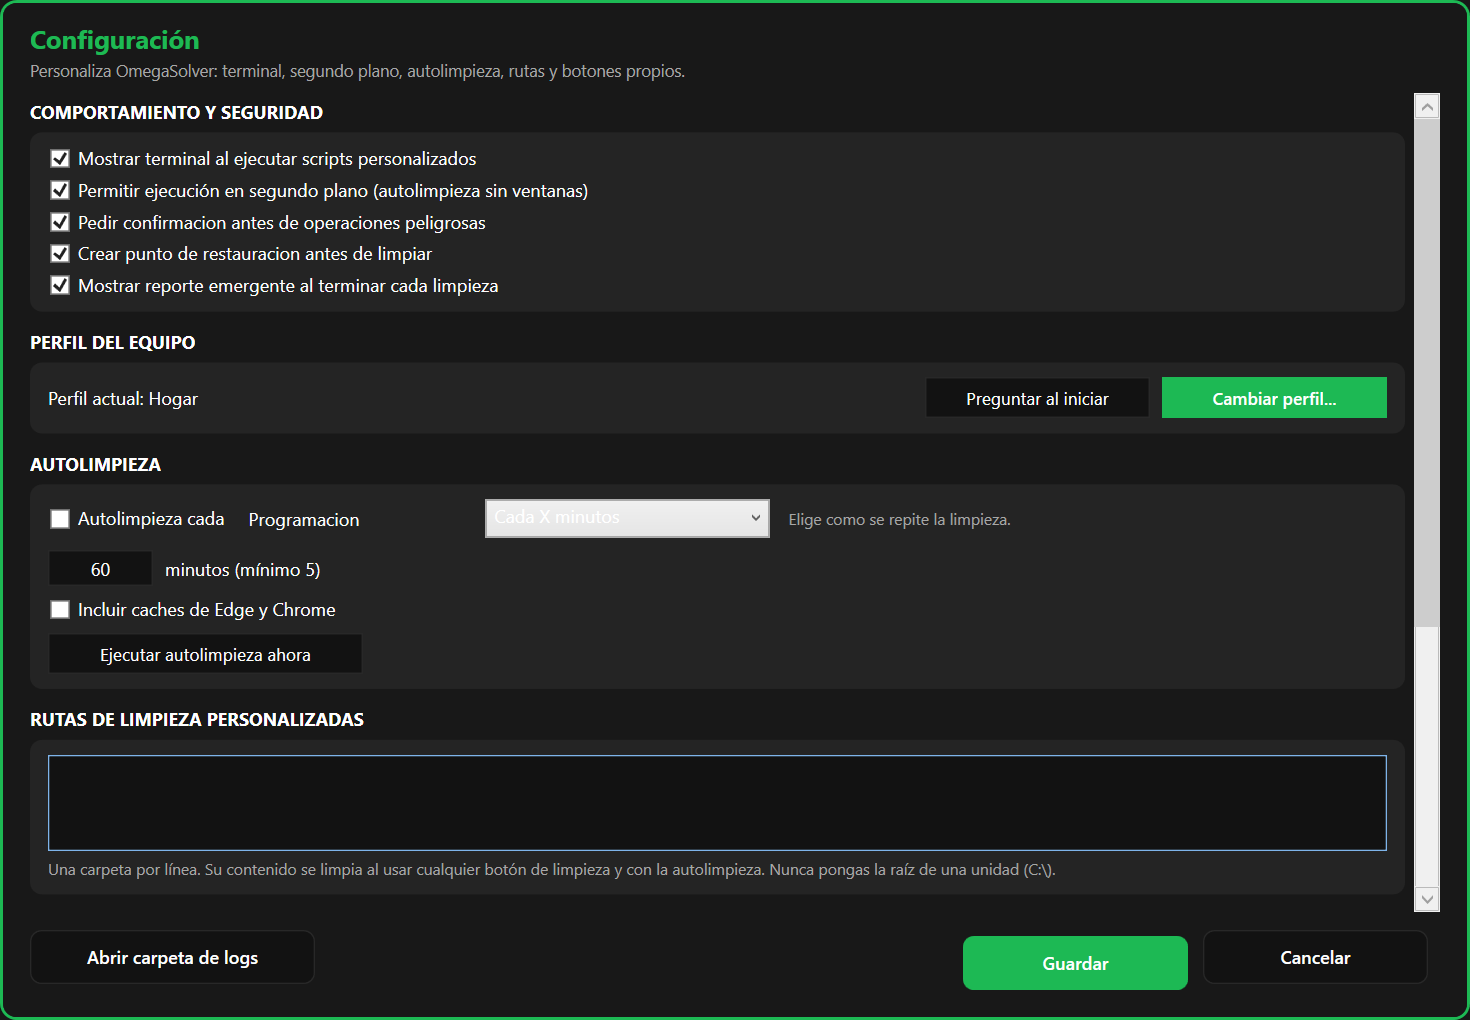 Configuración
Personaliza OmegaSolver: terminal, segundo plano, autolimpieza, rutas y botones propios.
COMPORTAMIENTO Y SEGURIDAD
Mostrar terminal al ejecutar scripts personalizados
Permitir ejecución en segundo plano (autolimpieza sin ventanas)
Pedir confirmacion antes de operaciones peligrosas
Crear punto de restauracion antes de limpiar
Mostrar reporte emergente al terminar cada limpieza
PERFIL DEL EQUIPO
Perfil actual: Hogar
Preguntar al iniciar
Cambiar perfil...
AUTOLIMPIEZA
Autolimpieza cada
Programacion
Cada X minutos
Elige como se repite la limpieza.
60
minutos (mínimo 5)
Incluir caches de Edge y Chrome
Ejecutar autolimpieza ahora
RUTAS DE LIMPIEZA PERSONALIZADAS
Una carpeta por línea. Su contenido se limpia al usar cualquier botón de limpieza y con la autolimpieza. Nunca pongas la raíz de una unidad (C:\).
Abrir carpeta de logs
Guardar
Cancelar